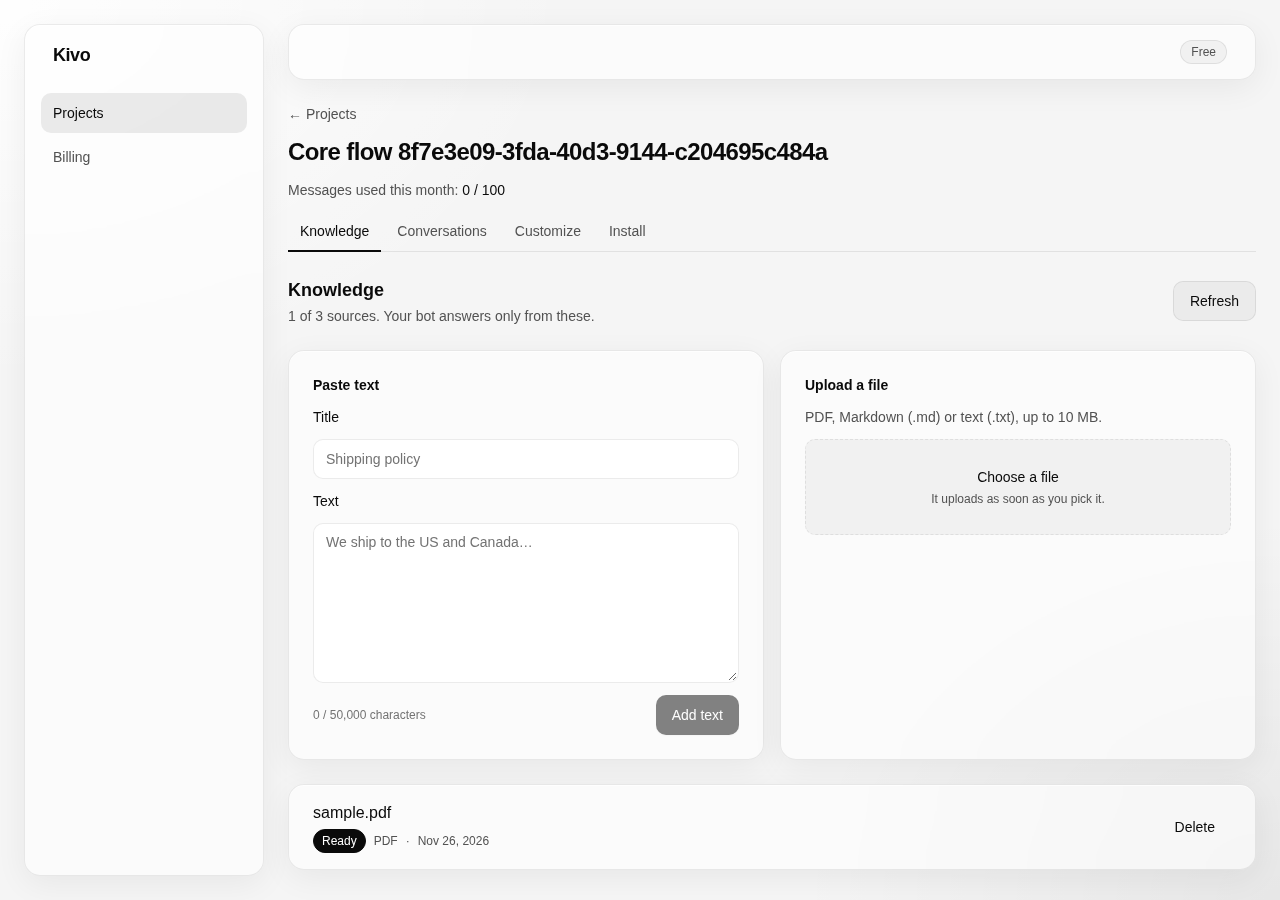 Kivo
Free
Projects
Billing
← Projects
Core flow 8f7e3e09-3fda-40d3-9144-c204695c484a
Messages used this month: 0 / 100
Knowledge Conversations Customize Install
Knowledge
1 of 3 sources. Your bot answers only from these.
Refresh
Paste text
Title
Shipping policy
Text
We ship to the US and Canada…
0 / 50,000 characters
Add text
Upload a file
PDF, Markdown (.md) or text (.txt), up to 10 MB.
Choose a file
It uploads as soon as you pick it.
sample.pdf
Ready PDF · Nov 26, 2026
Delete